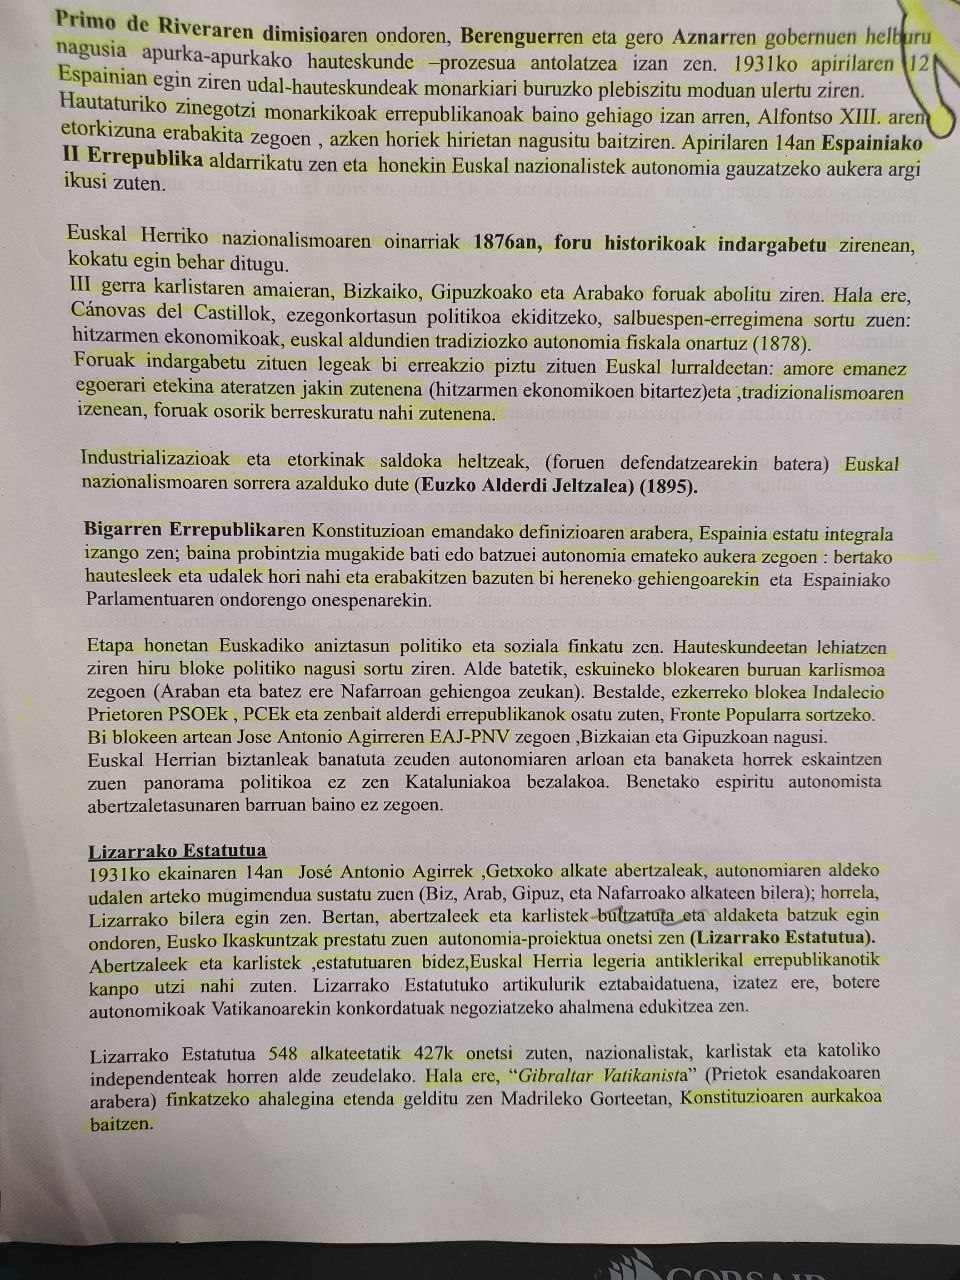 Primo de Riveraren dimisioaren ondoren, Berenguerren eta gero Aznarren gobernuen helburu
nagusia apurka-apurkako hauteskunde –prozesua antolatzea izan zen. 1931ko apirilaren 12
Espainian egin ziren udal-hauteskundeak monarkiari buruzko plebiszitu moduan ulertu ziren.
Hautaturiko zinegotzi monarkikoak errepublikanoak baino gehiago izan arren, Alfontso XIII. aren
etorkizuna erabakita zegoen , azken horiek hirietan nagusitu baitziren. Apirilaren 14an Espainiako
II Errepublika aldarrikatu zen eta honekin Euskal nazionalistek autonomia gauzatzeko aukera argi
ikusi zuten.
Euskal Herriko nazionalismoaren oinarriak 1876an, foru historikoak indargabetu zirenean,
kokatu egin behar ditugu.
III gerra karlistaren amaieran, Bizkaiko, Gipuzkoako eta Arabako foruak abolitu ziren. Hala ere,
Cánovas del Castillok, ezegonkortasun politikoa ekiditzeko, salbuespen-erregimena sortu zuen:
hitzarmen ekonomikoak, euskal aldundien tradiziozko autonomia fiskala onartuz (1878).
Foruak indargabetu zituen legeak bi erreakzio piztu zituen Euskal lurraldeetan: amore emanez
egoerari etekina ateratzen jakin zutenena (hitzarmen ekonomikoen bitartez)eta ,tradizionalismoaren
izenean, foruak osorik berreskuratu nahi zutenena.
Industrializazioak eta etorkinak saldoka heltzeak, (foruen defendatzearekin batera) Euskal
nazionalismoaren sorrera azalduko dute (Euzko Alderdi Jeltzalea) (1895).
Bigarren Errepublikaren Konstituzioan emandako definizioaren arabera, Espainia estatu integrala
izango zen; baina probintzia mugakide bati edo batzuei autonomia emateko aukera zegoen : bertako
hautesleek eta udalek hori nahi eta erabakitzen bazuten bi hereneko gehiengoarekin eta Espainiako
Parlamentuaren ondorengo onespenarekin.
Etapa honetan Euskadiko aniztasun politiko eta soziala finkatu zen. Hauteskundeetan lehiatzen
ziren hiru bloke politiko nagusi sortu ziren. Alde batetik, eskuineko blokearen buruan karlismoa
zegoen (Araban eta batez ere Nafarroan gehiengoa zeukan). Bestalde, ezkerreko blokea Indalecio
Prietoren PSOEk , PCEk eta zenbait alderdi errepublikanok osatu zuten, Fronte Popularra sortzeko.
Bi blokeen artean Jose Antonio Agirreren EAJ-PNV zegoen ,Bizkaian eta Gipuzkoan nagusi.
Euskal Herrian biztanleak banatuta zeuden autonomiaren arloan eta banaketa horrek eskaintzen
zuen panorama politikoa ez zen Kataluniakoa bezalakoa. Benetako espiritu autonomista
abertzaletasunaren barruan baino ez zegoen.
Lizarrako Estatutua
1931ko ekainaren 14an José Antonio Agirrek ,Getxoko alkate abertzaleak, autonomiaren aldeko
udalen arteko mugimendua sustatu zuen (Biz, Arab, Gipuz, eta Nafarroako alkateen bilera); horrela,
Lizarrako bilera egin zen. Bertan, abertzaleek eta karlistek bultzatuta eta aldaketa batzuk egin
ondoren, Eusko Ikaskuntzak prestatu zuen autonomia-proiektua onetsi zen (Lizarrako Estatutua).
Abertzaleek eta karlistek ,estatutuaren bidez,Euskal Herria legeria antiklerikal errepublikanotik
kanpo utzi nahi zuten. Lizarrako Estatutuko artikulurik eztabaidatuena, izatez ere, botere
autonomikoak Vatikanoarekin konkordatuak negoziatzeko ahalmena edukitzea zen.
Lizarrako Estatutua 548 alkateetatik 427k onetsi zuten, nazionalistak, karlistak eta katoliko
independenteak horren alde zeudelako. Hala ere, “Gibraltar Vatikanista” (Prietok esandakoaren
arabera) finkatzeko ahalegina etenda gelditu zen Madrileko Gorteetan, Konstituzioaren aurkakoa
baitzen.
CORSAIR